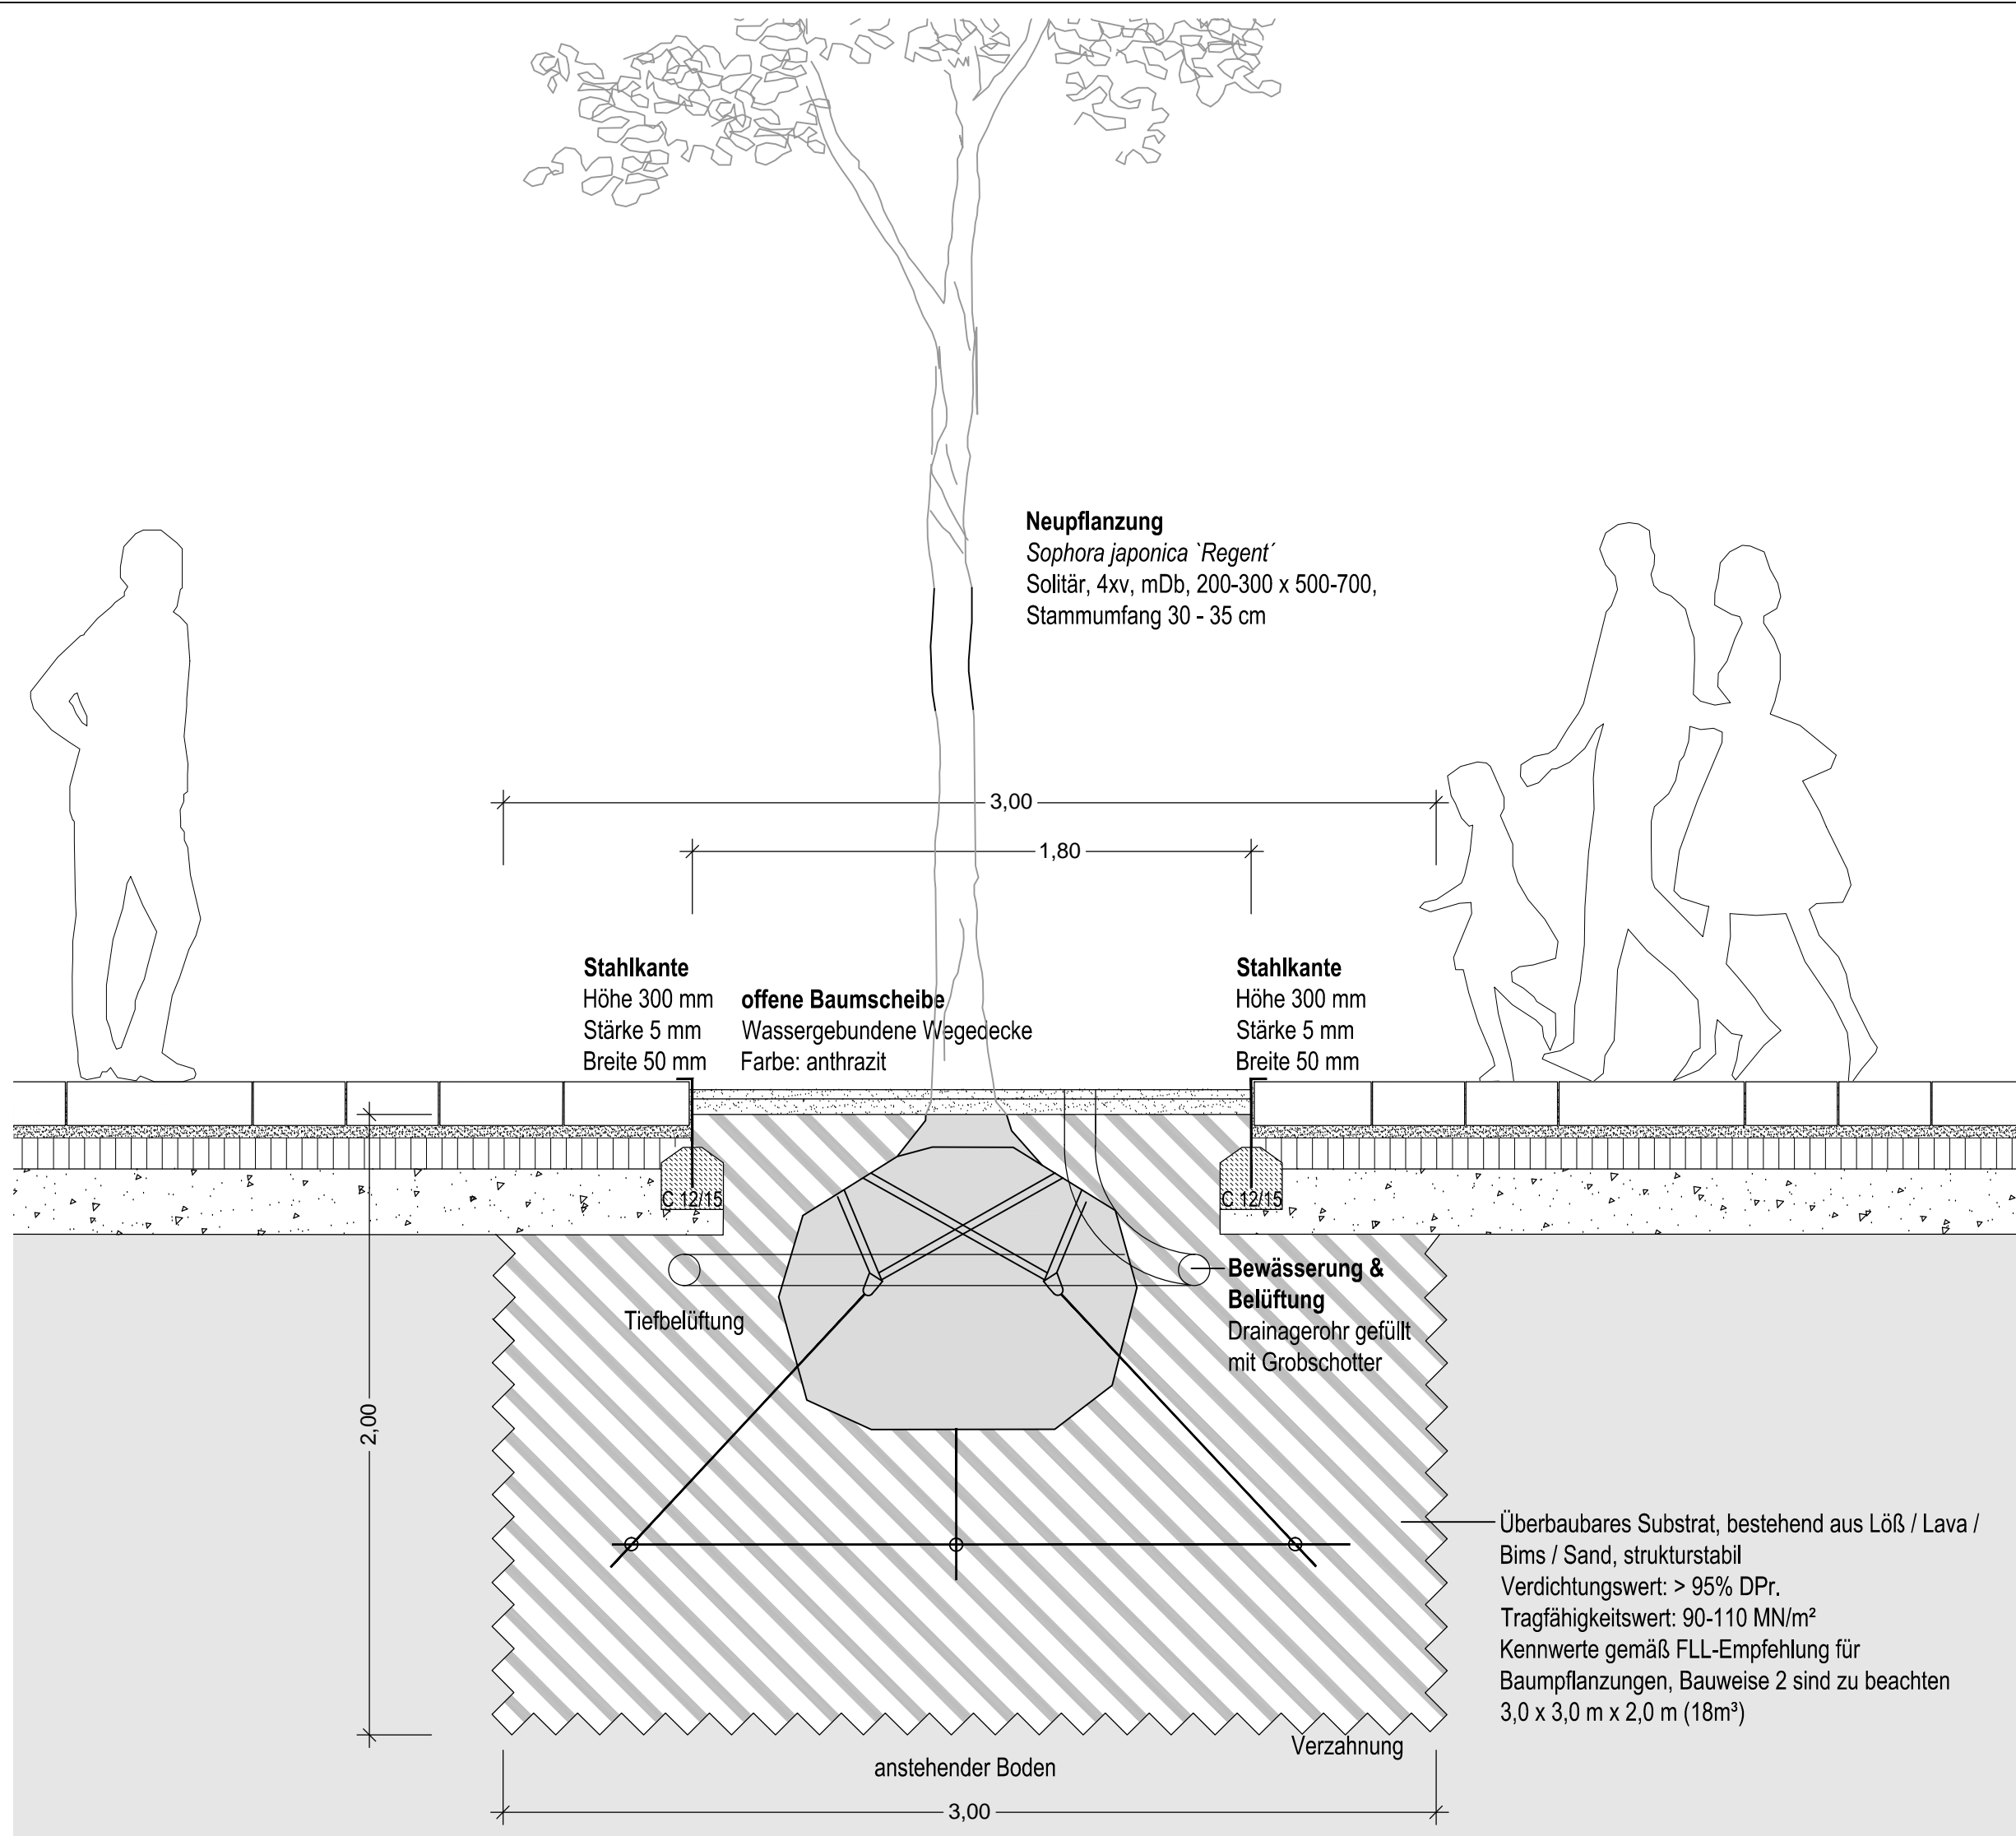 Neupflanzung
Sophora japonica `Regent´
Solitär, 4xv, mDb, 200-300 x 500-700,
Stammumfang 30 - 35 cm
3,00
1,80
Stahlkante
Höhe 300 mm
Stärke 5 mm
Breite 50 mm
offene Baumscheibe
Wassergebundene Wegedecke
Farbe: anthrazit
Stahlkante
Höhe 300 mm
Stärke 5 mm
Breite 50 mm
C 12/15
C 12/15
Tiefbelüftung
Bewässerung &
Belüftung
Drainagerohr gefüllt
mit Grobschotter
2,00
Überbaubares Substrat, bestehend aus Löß / Lava /
Bims / Sand, strukturstabil
Verdichtungswert: > 95% DPr.
Tragfähigkeitswert: 90-110 MN/m²
Kennwerte gemäß FLL-Empfehlung für
Baumpflanzungen, Bauweise 2 sind zu beachten
3,0 x 3,0 m x 2,0 m (18m³)
Verzahnung
anstehender Boden
3,00